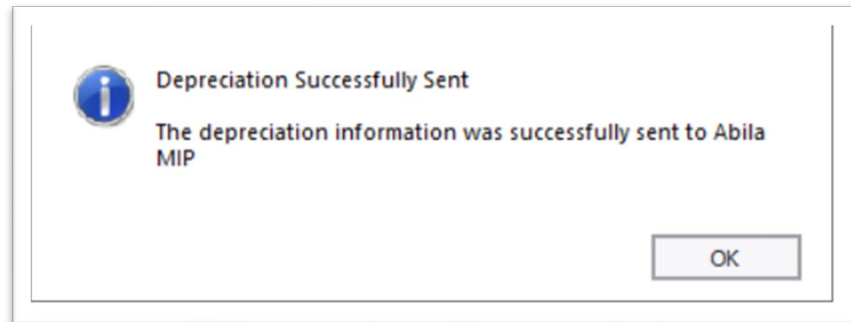 Depreciation Successfully Sent
The depreciation information was successfully sent to Abila
MIP
OK